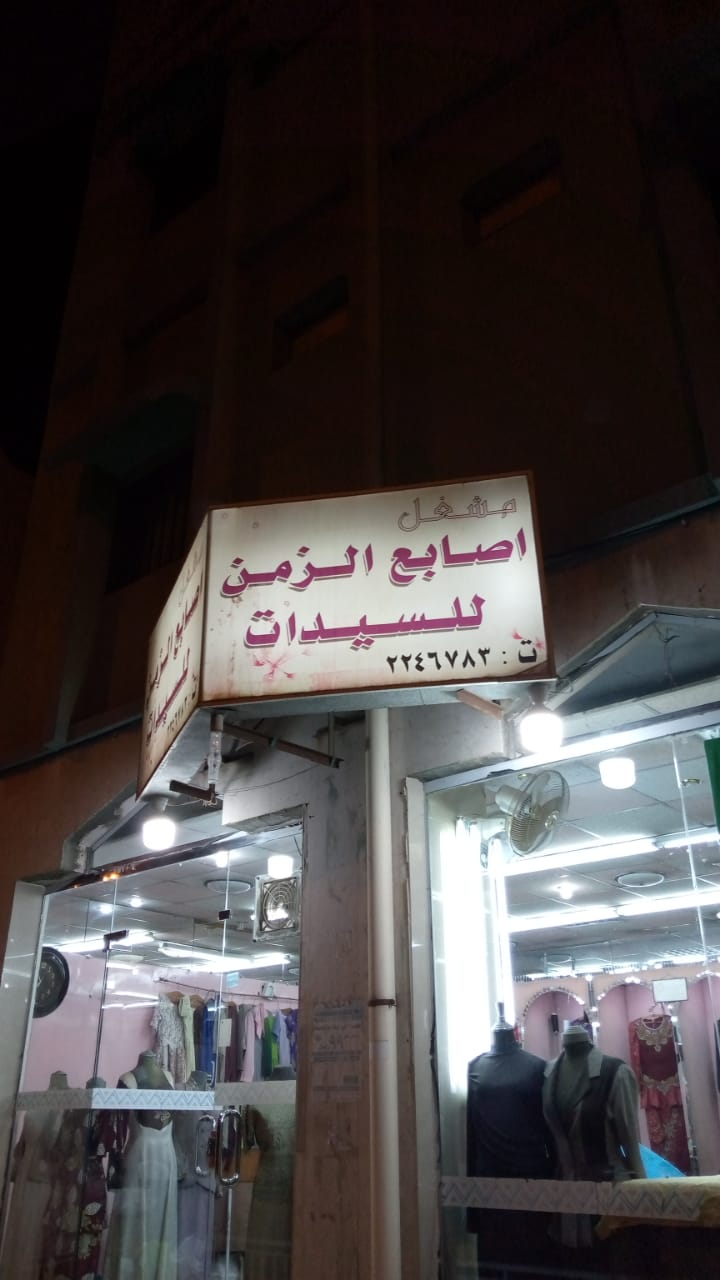 مشغل
اصابع الزمن
للسيدات
ت : ٢٢٤٦٧٨٣